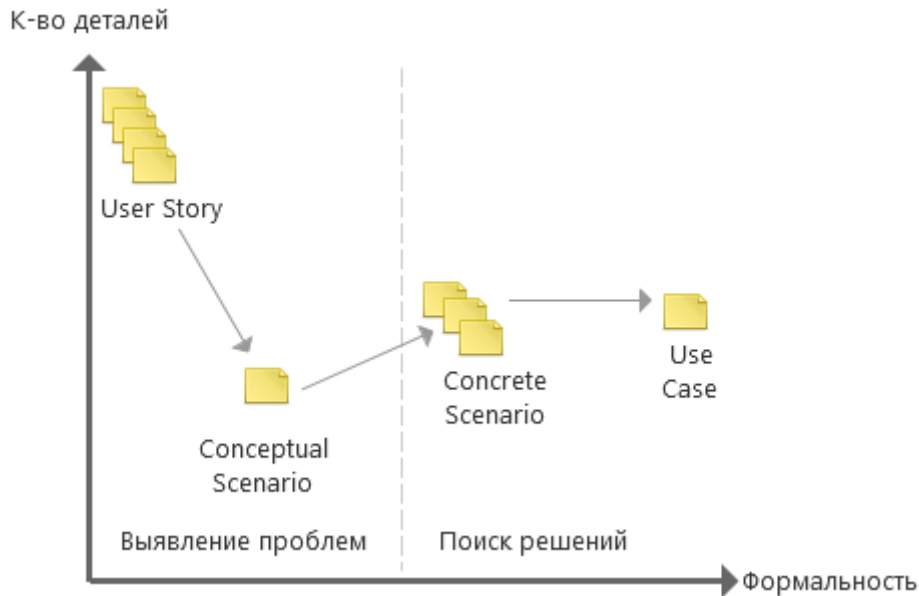 К-во деталей
User Story
Conceptual
Scenario
Concrete
Scenario
Use
Case
Выявление проблем
Поиск решений
Формальность